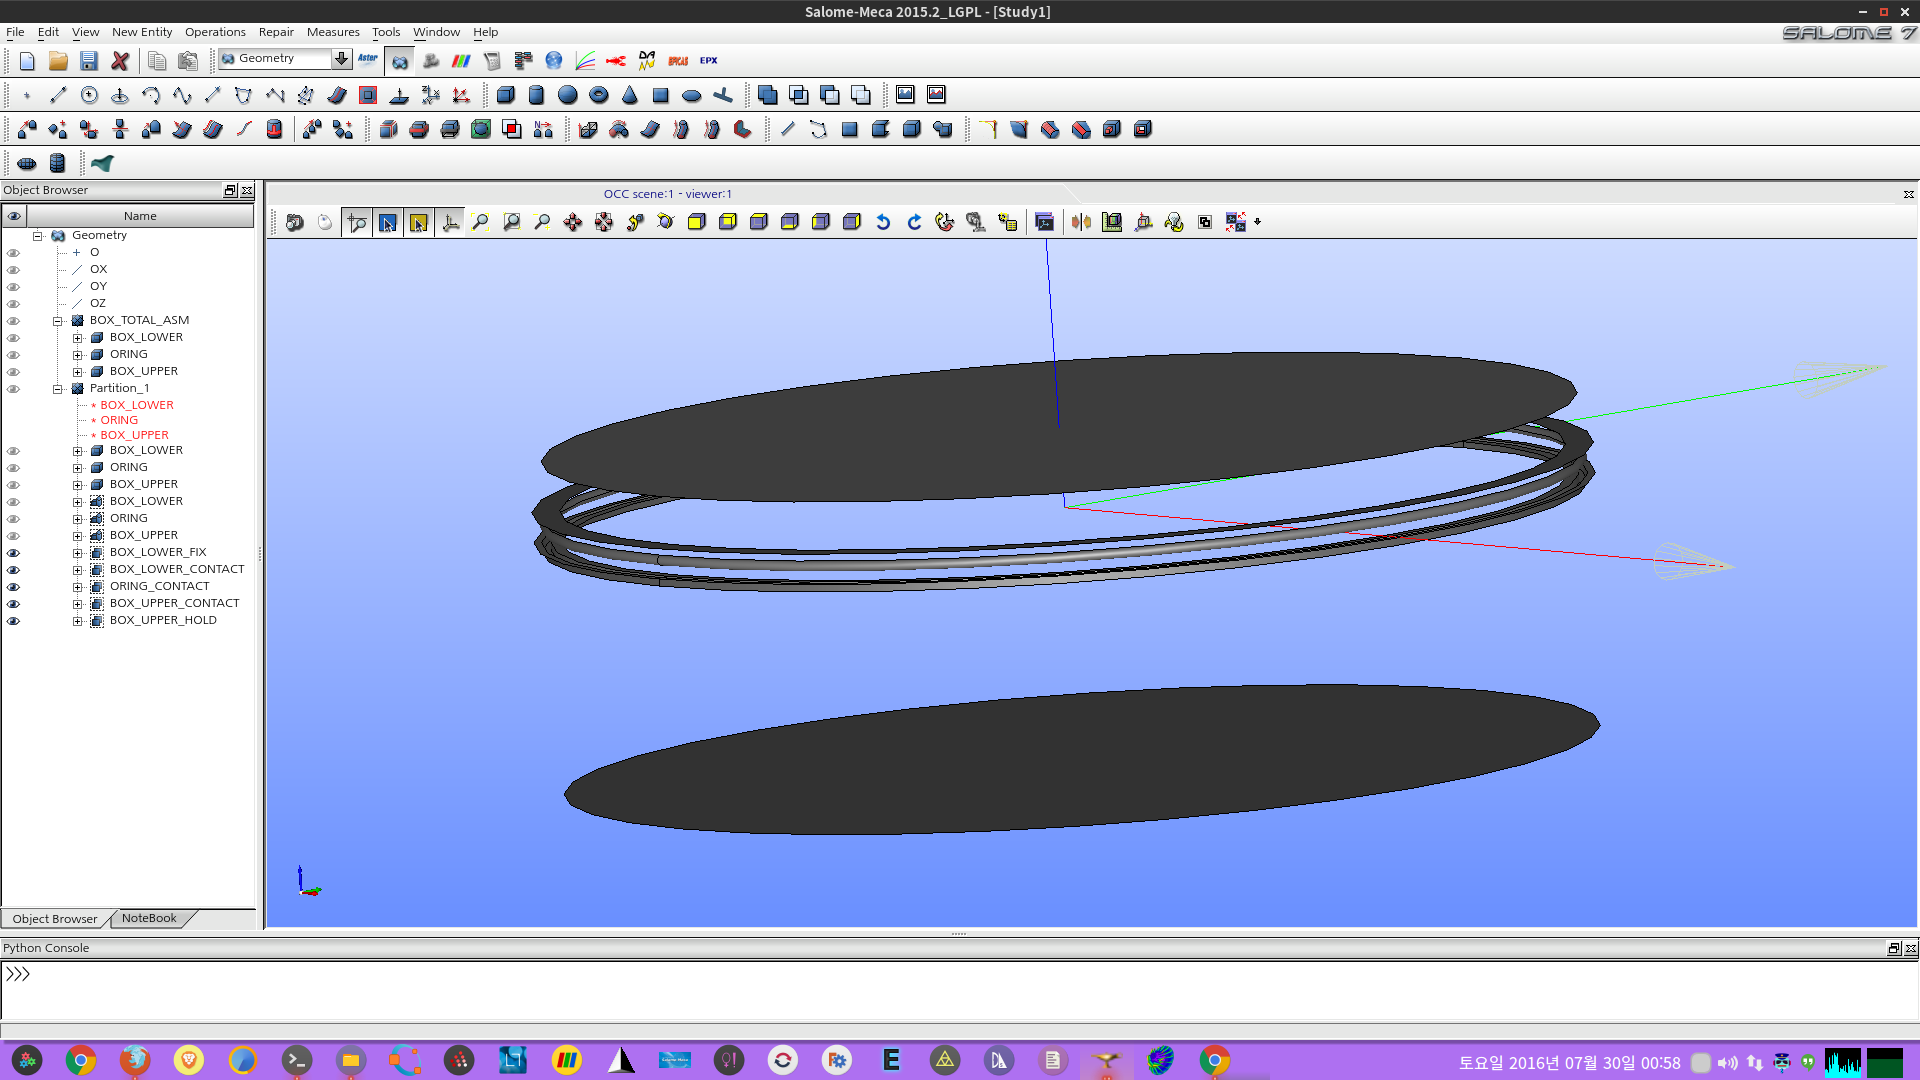 Salome-Meca 2015.2_LGPL - [Study1]
File Edit View New Entity Operations Repair Measures Tools Window Help
SALOME 7
Geometry
Aster
EPICAS
EPX
Object Browser
OCC scene:1 - viewer:1
Name
Geometry
O
OX
OY
OZ
BOX_TOTAL_ASM
BOX_LOWER
ORING
BOX_UPPER
Partition_1
* BOX_LOWER
* ORING
* BOX_UPPER
BOX_LOWER
ORING
BOX_UPPER
BOX_LOWER
ORING
BOX_UPPER
BOX_LOWER_FIX
BOX_LOWER_CONTACT
ORING_CONTACT
BOX_UPPER_CONTACT
BOX_UPPER_HOLD
Object Browser NoteBook
Python Console
>>>
토요일 2016년 07월 30일 00:58